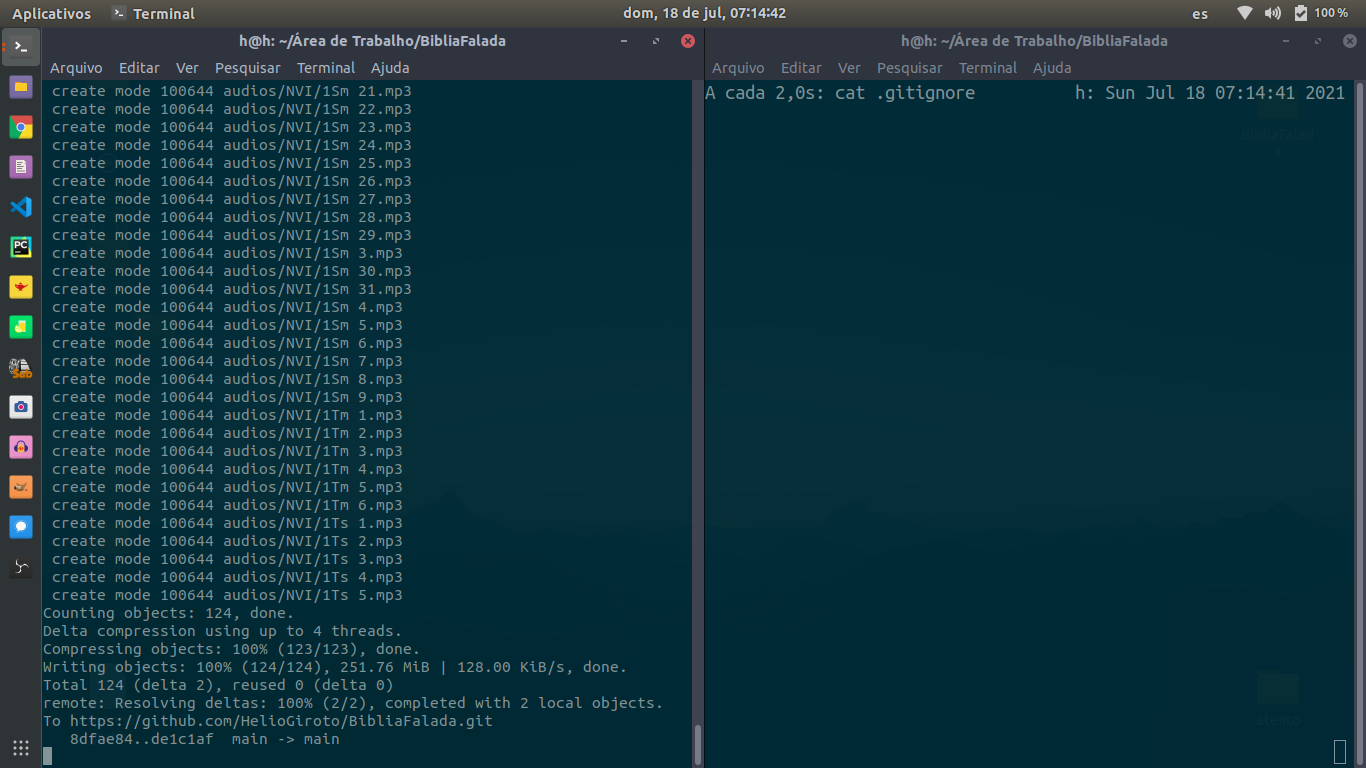 Aplicativos Terminal dom, 18 de jul, 07:14:42 es 100%
h@h: ~/Área de Trabalho/BibliaFalada
Arquivo Editar Ver Pesquisar Terminal Ajuda
create mode 100644 audios/NVI/1Sm 21.mp3
create mode 100644 audios/NVI/1Sm 22.mp3
create mode 100644 audios/NVI/1Sm 23.mp3
create mode 100644 audios/NVI/1Sm 24.mp3
create mode 100644 audios/NVI/1Sm 25.mp3
create mode 100644 audios/NVI/1Sm 26.mp3
create mode 100644 audios/NVI/1Sm 27.mp3
create mode 100644 audios/NVI/1Sm 28.mp3
create mode 100644 audios/NVI/1Sm 29.mp3
create mode 100644 audios/NVI/1Sm 3.mp3
create mode 100644 audios/NVI/1Sm 30.mp3
create mode 100644 audios/NVI/1Sm 31.mp3
create mode 100644 audios/NVI/1Sm 4.mp3
create mode 100644 audios/NVI/1Sm 5.mp3
create mode 100644 audios/NVI/1Sm 6.mp3
create mode 100644 audios/NVI/1Sm 7.mp3
create mode 100644 audios/NVI/1Sm 8.mp3
create mode 100644 audios/NVI/1Sm 9.mp3
create mode 100644 audios/NVI/1Tm 1.mp3
create mode 100644 audios/NVI/1Tm 2.mp3
create mode 100644 audios/NVI/1Tm 3.mp3
create mode 100644 audios/NVI/1Tm 4.mp3
create mode 100644 audios/NVI/1Tm 5.mp3
create mode 100644 audios/NVI/1Tm 6.mp3
create mode 100644 audios/NVI/1Ts 1.mp3
create mode 100644 audios/NVI/1Ts 2.mp3
create mode 100644 audios/NVI/1Ts 3.mp3
create mode 100644 audios/NVI/1Ts 4.mp3
create mode 100644 audios/NVI/1Ts 5.mp3
Counting objects: 124, done.
Delta compression using up to 4 threads.
Compressing objects: 100% (123/123), done.
Writing objects: 100% (124/124), 251.76 MiB | 128.00 KiB/s, done.
Total 124 (delta 2), reused 0 (delta 0)
remote: Resolving deltas: 100% (2/2), completed with 2 local objects.
To https://github.com/HelioGiroto/BibliaFalada.git
8dfae84..de1c1af main -> main
h@h: ~/Área de Trabalho/BibliaFalada
Arquivo Editar Ver Pesquisar Terminal Ajuda
A cada 2,0s: cat .gitignore h: Sun Jul 18 07:14:41 2021
BibliaFalad
a
atento
PC